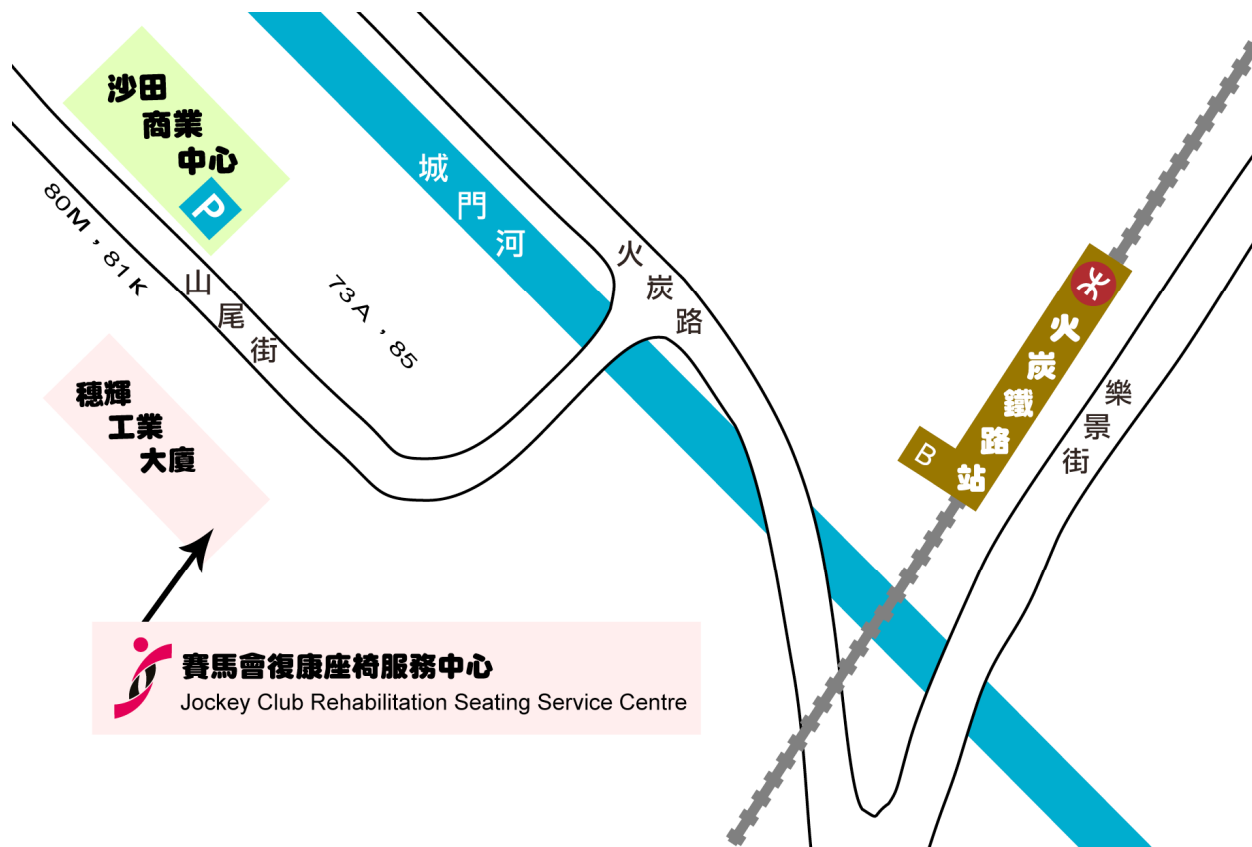 沙田
商業
中心
P
80M，81K
山尾街
73A，85
城門河
火炭路
火炭鐵路站
B
樂景街
穗輝
工業
大廈
賽馬會復康座椅服務中心
Jockey Club Rehabilitation Seating Service Centre